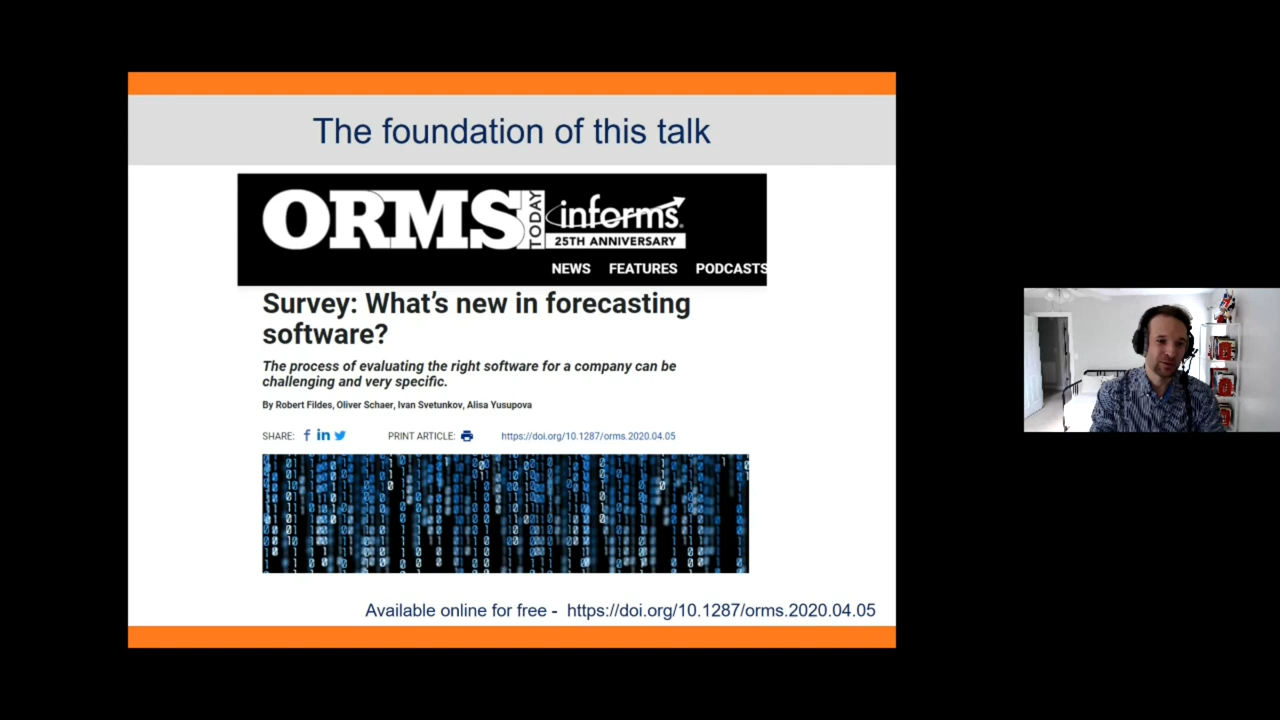 The foundation of this talk
ORMS TODAY informs
25TH ANNIVERSARY
NEWS FEATURES PODCASTS
Survey: What's new in forecasting
software?
The process of evaluating the right software for a company can be
challenging and very specific.
By Robert Fildes, Oliver Schaer, Ivan Svetunkov, Alisa Yusupova
SHARE: f in PRINT ARTICLE: https://doi.org/10.1287/orms.2020.04.05
Available online for free - https://doi.org/10.1287/orms.2020.04.05